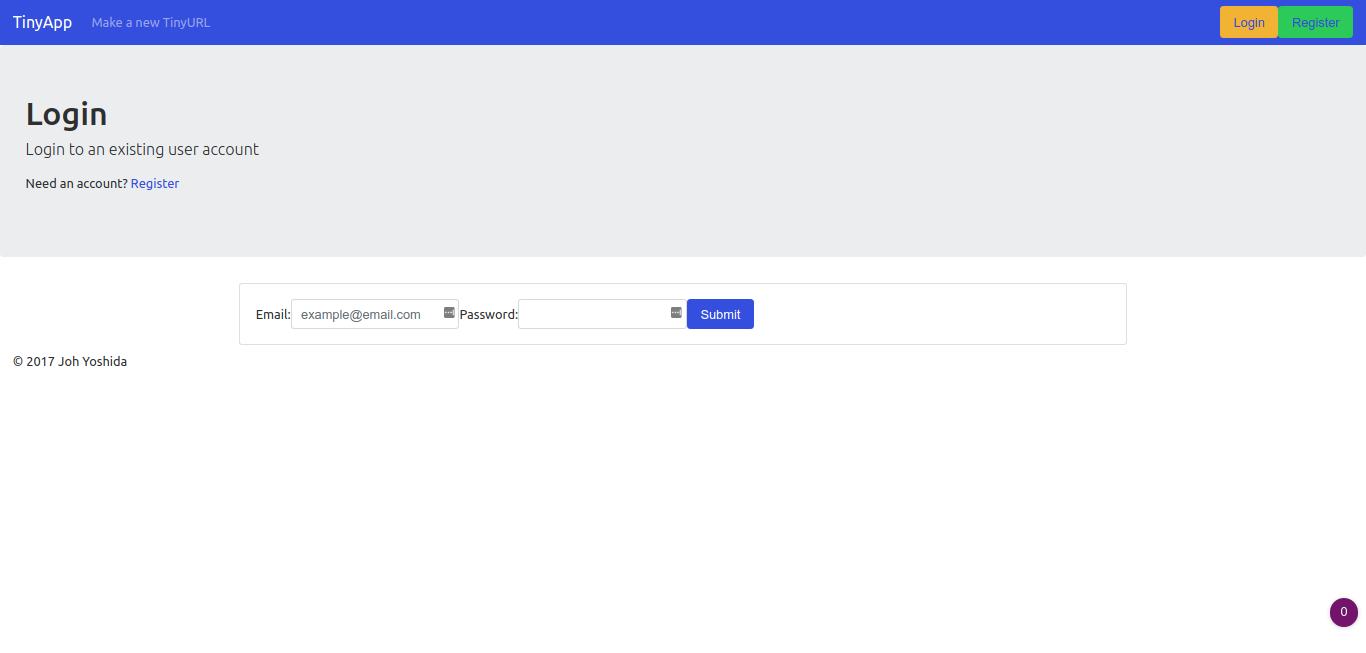 TinyApp Make a new TinyURL Login Register
Login
Login to an existing user account
Need an account? Register
Email: example@email.com Password: Submit
© 2017 Joh Yoshida
0